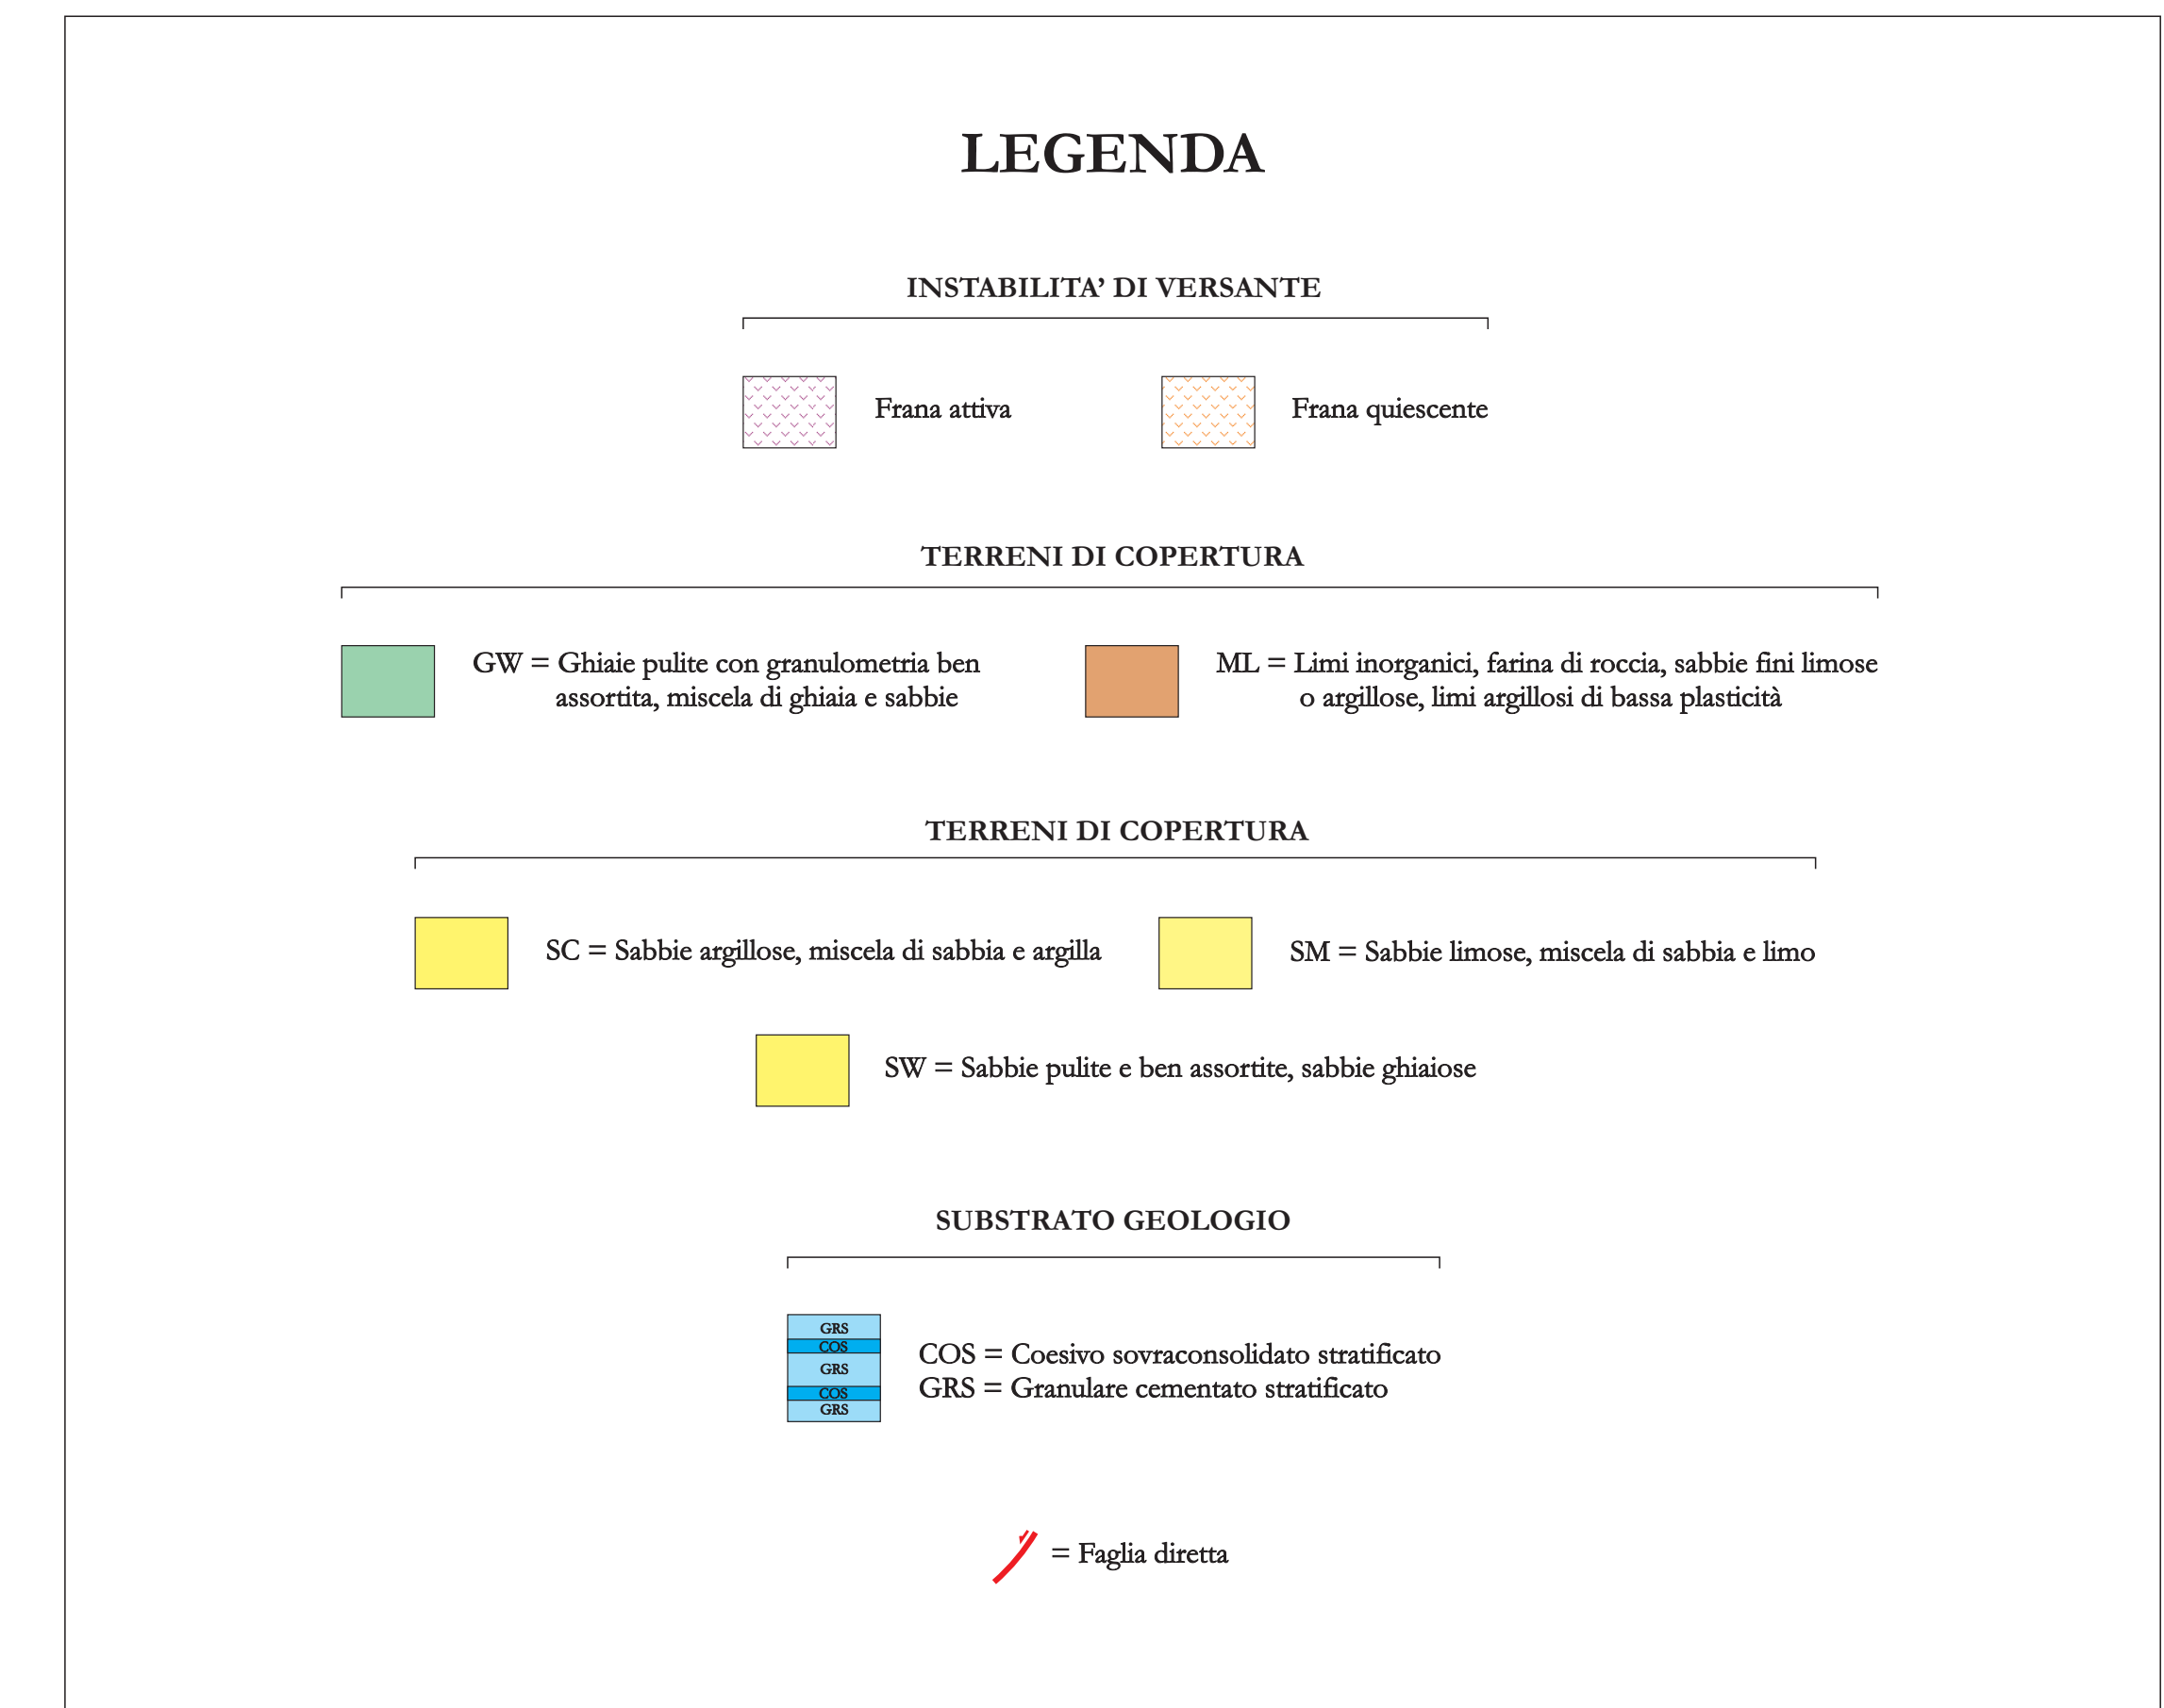 LEGENDA
INSTABILITA’ DI VERSANTE
Frana attiva
Frana quiescente
TERRENI DI COPERTURA
GW = Ghiaie pulite con granulometria ben
assortita, miscela di ghiaia e sabbie
ML = Limi inorganici, farina di roccia, sabbie fini limose
o argillose, limi argillosi di bassa plasticità
TERRENI DI COPERTURA
SC = Sabbie argillose, miscela di sabbia e argilla
SM = Sabbie limose, miscela di sabbia e limo
SW = Sabbie pulite e ben assortite, sabbie ghiaiose
SUBSTRATO GEOLOGIO
GRS
COS
GRS
COS
GRS
COS = Coesivo sovraconsolidato stratificato
GRS = Granulare cementato stratificato
= Faglia diretta